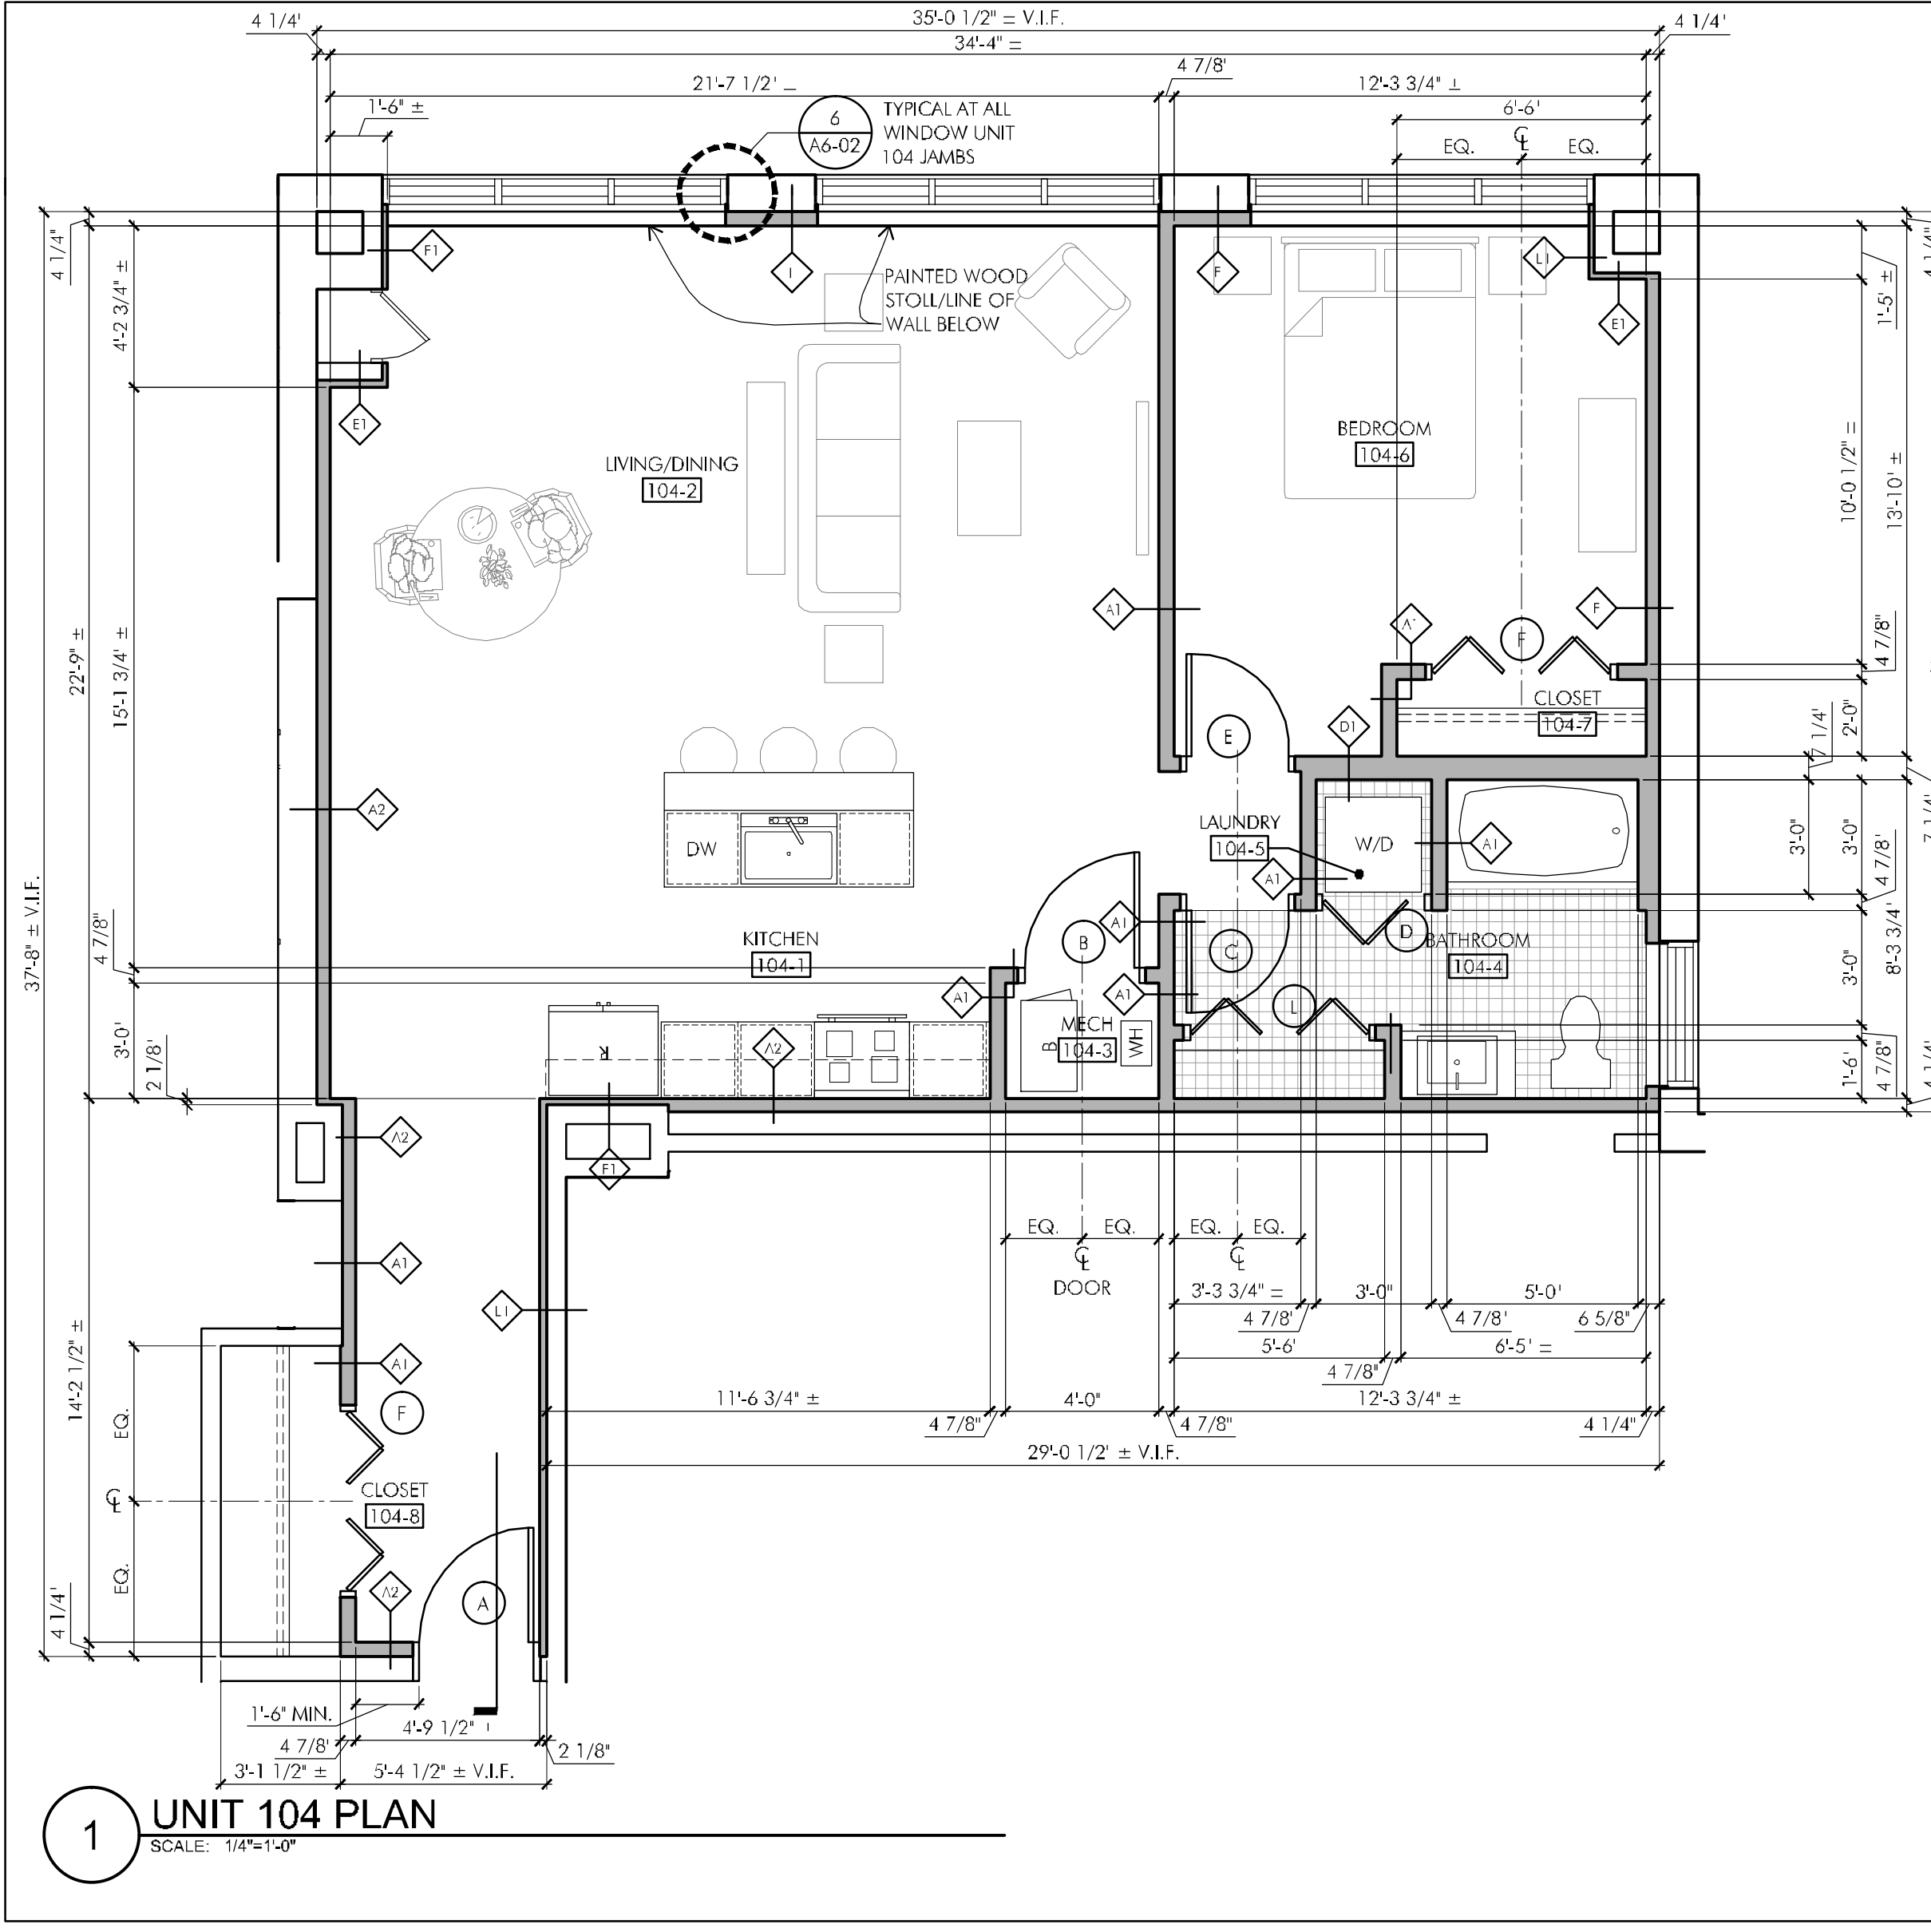 35'-0 1/2" = V.I.F.
4 1/4'
4 1/4'
34'-4" =
21'-7 1/2' =
4 7/8'
12'-3 3/4" ±
1'-6" ±
6'-6'
EQ.
EQ.
6
A6-02
TYPICAL AT ALL
WINDOW UNIT
104 JAMBS
4 1/4"
F1
I
F
L1
E1
PAINTED WOOD
STOLL/LINE OF
WALL BELOW
4'-2 3/4" ±
1'-5' ±
E1
LIVING/DINING
104-2
BEDROOM
104-6
10'-0 1/2" =
13'-10' ±
A1
F
F
4 7/8"
22'-9" ±
15'-1 3/4' ±
CLOSET
104-7
2'-0"
7 1/4'
E
D1
A2
DW
LAUNDRY
104-5
W/D
A1
A1
3'-0"
3'-0"
4 7/8'
37'-8" ± V.I.F.
4 7/8"
KITCHEN
104-1
B
A1
C
D
BATHROOM
104-4
3'-0"
8'-3 3/4'
A1
A1
L
3'-0'
2 1/8'
R
A2
B
MECH
104-3
WH
1'-6'
4 7/8"
A2
F1
EQ.
EQ.
EQ.
EQ.
DOOR
A1
L1
3'-3 3/4" =
3'-0"
5'-0'
4 7/8'
4 7/8'
6 5/8"
5'-6'
6'-5' =
4 7/8"
14'-2 1/2" ±
A1
F
EQ.
11'-6 3/4" ±
4'-0"
12'-3 3/4" ±
4 7/8"
4 7/8"
4 1/4"
29'-0 1/2' ± V.I.F.
CLOSET
104-8
EQ.
4 1/4'
A2
A
1'-6" MIN.
4'-9 1/2"
4 7/8'
2 1/8"
3'-1 1/2" ±
5'-4 1/2" ± V.I.F.
1
UNIT 104 PLAN
SCALE: 1/4"=1'-0"